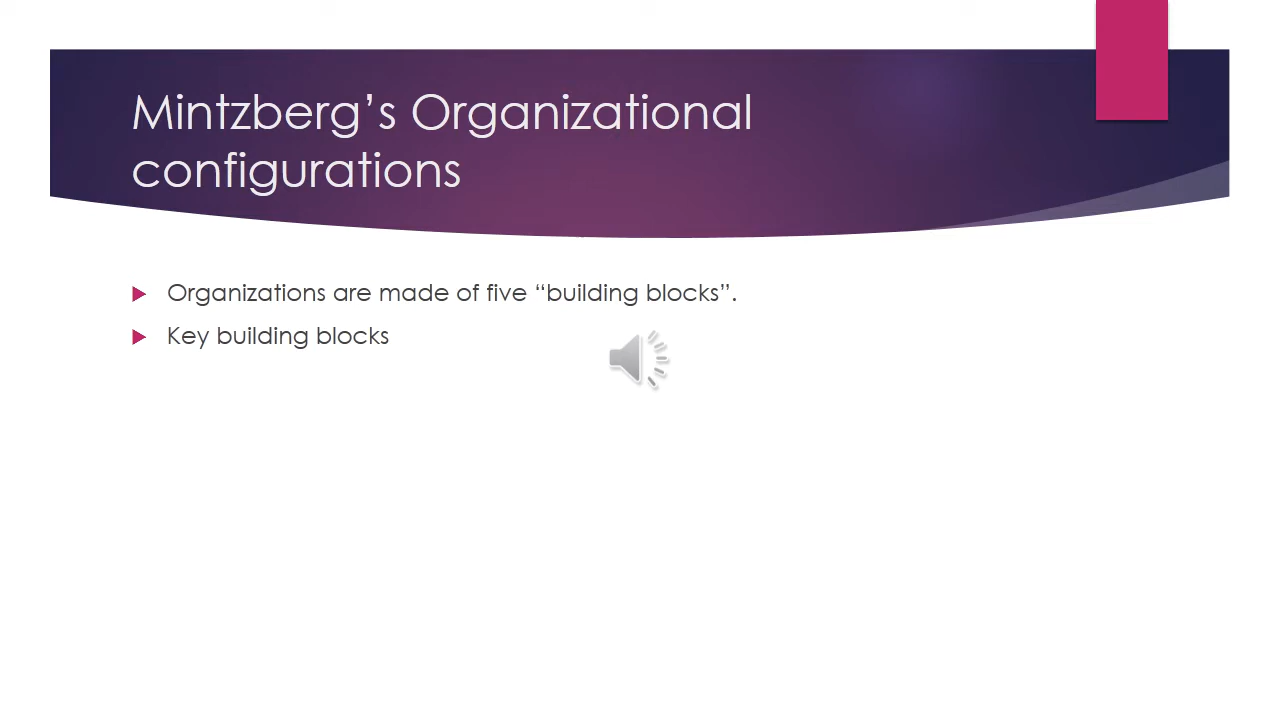 Mintzberg’s Organizational
configurations
Organizations are made of five “building blocks”.
Key building blocks